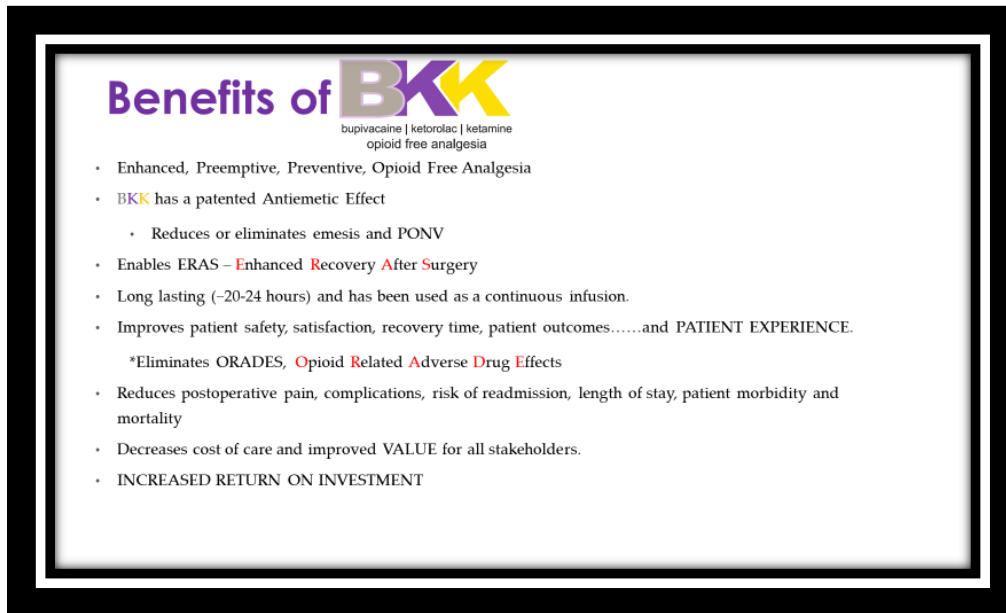 Benefits of BKK
bupivacaine | ketorolac | ketamine
opioid free analgesia
• Enhanced, Preemptive, Preventive, Opioid Free Analgesia
• BKK has a patented Antiemetic Effect
• Reduces or eliminates emesis and PONV
• Enables ERAS – Enhanced Recovery After Surgery
• Long lasting (~20-24 hours) and has been used as a continuous infusion.
• Improves patient safety, satisfaction, recovery time, patient outcomes……and PATIENT EXPERIENCE.
*Eliminates ORADES, Opioid Related Adverse Drug Effects
• Reduces postoperative pain, complications, risk of readmission, length of stay, patient morbidity and
mortality
• Decreases cost of care and improved VALUE for all stakeholders.
• INCREASED RETURN ON INVESTMENT